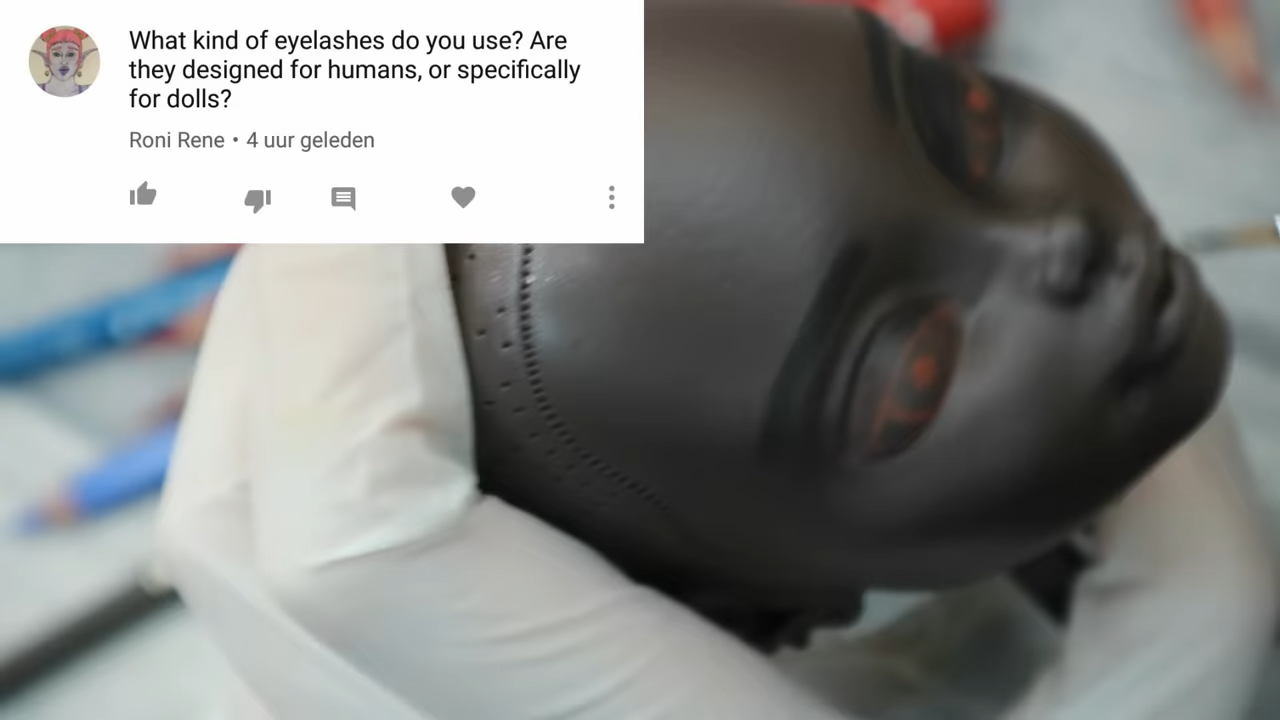 What kind of eyelashes do you use? Are
they designed for humans, or specifically
for dolls?
Roni Rene • 4 uur geleden